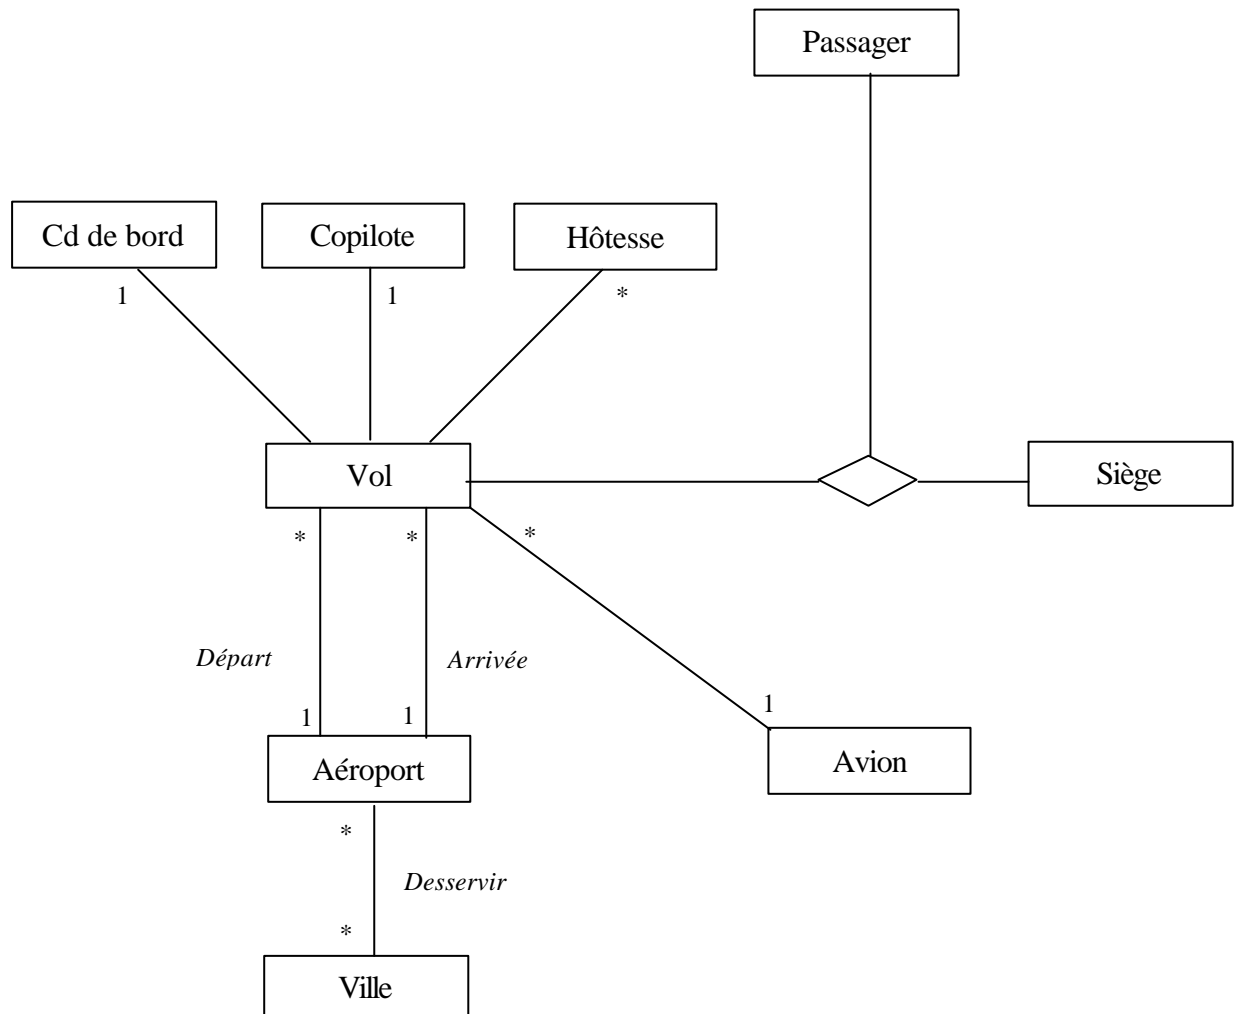 Passager
Cd de bord
Copilote
Hôtesse
1
1
*
Vol
Siège
*
*
*
Départ
Arrivée
1
1
1
Aéroport
Avion
*
Desservir
*
Ville